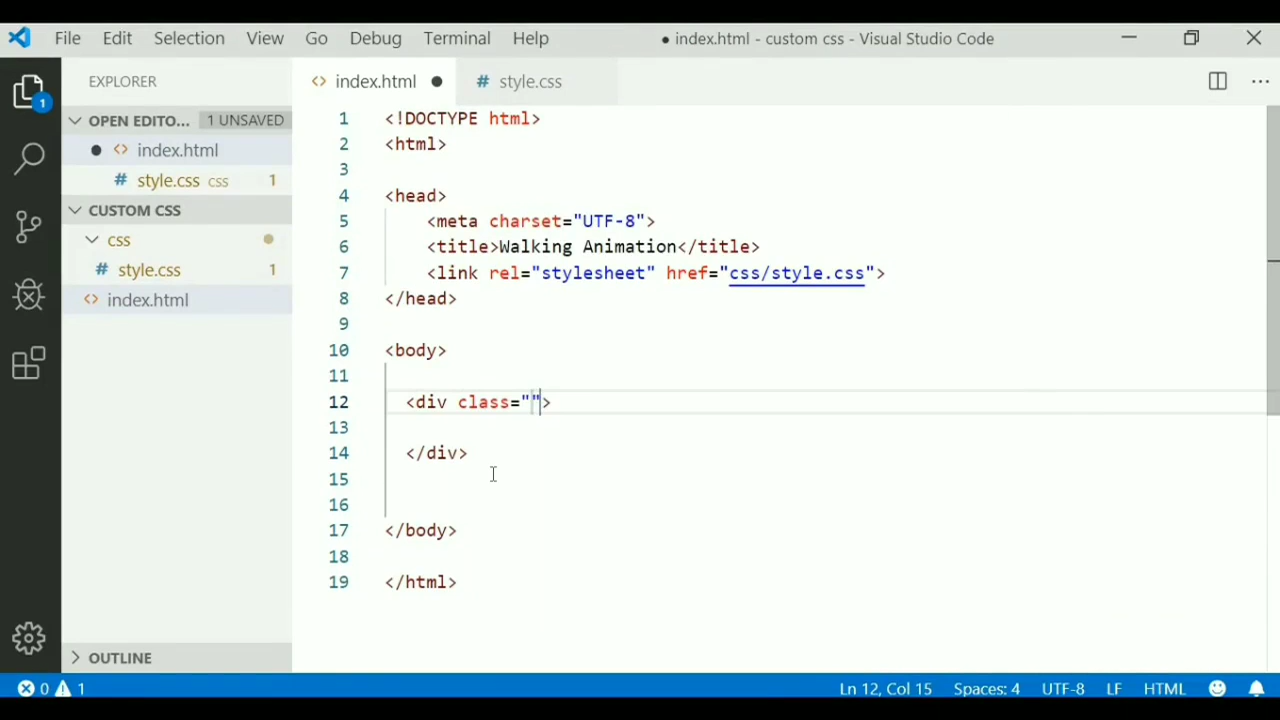 File Edit Selection View Go Debug Terminal Help
● index.html - custom css - Visual Studio Code
EXPLORER
OPEN EDITO... 1 UNSAVED
● <> index.html
# style.css css 1
CUSTOM CSS
css
# style.css 1
<> index.html
OUTLINE
<> index.html ●
# style.css
1 <!DOCTYPE html>
2 <html>
3
4 <head>
5 <meta charset="UTF-8">
6 <title>Walking Animation</title>
7 <link rel="stylesheet" href="css/style.css">
8 </head>
9
10 <body>
11
12 <div class="">
13
14 </div>
15
16
17 </body>
18
19 </html>
1
0 1
Ln 12, Col 15 Spaces: 4 UTF-8 LF HTML